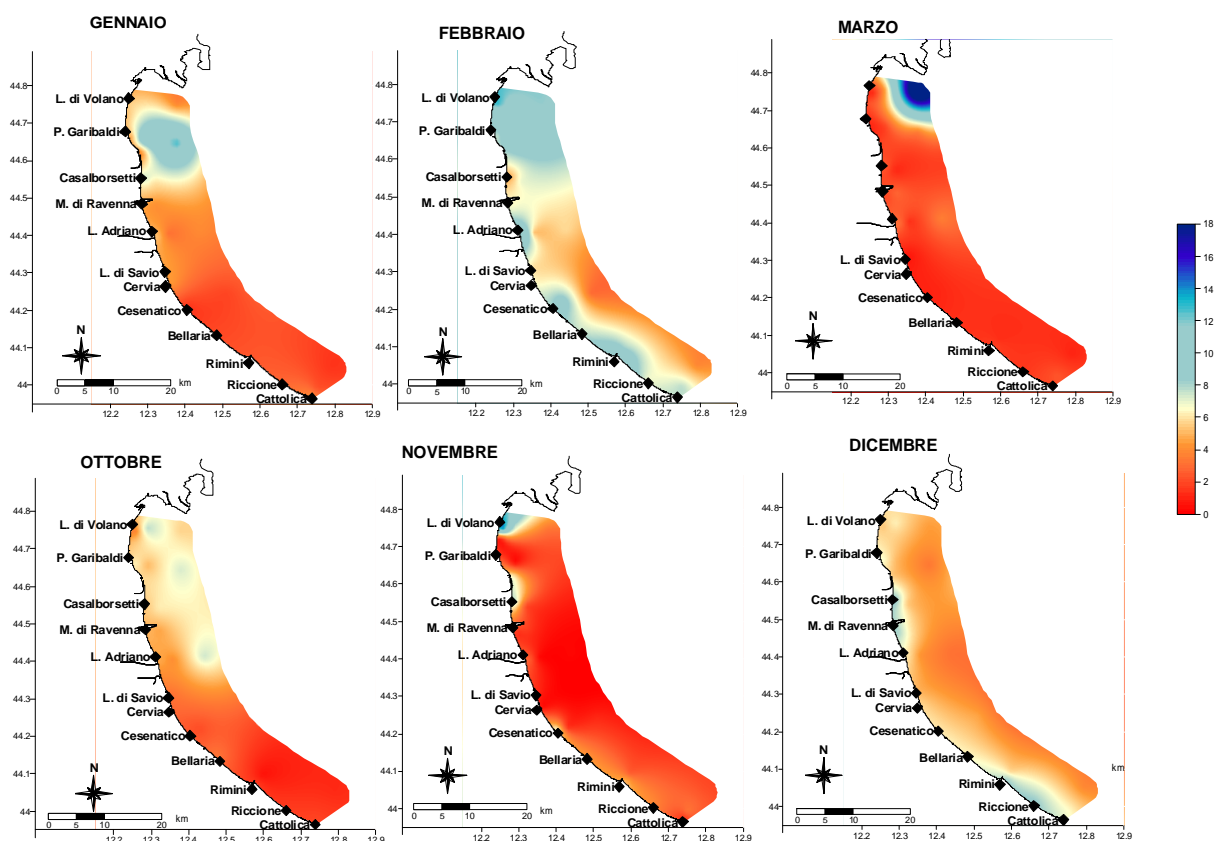 GENNAIO
44.8
44.7
44.6
44.5
44.4
44.3
44.2
44.1
44
L. di Volano
P. Garibaldi
Casalborsetti
M. di Ravenna
L. Adriano
L. di Savio
Cervia
Cesenatico
Bellaria
Rimini
Riccione
Cattolica
N
0 5 10 20 km
12.2 12.3 12.4 12.5 12.6 12.7 12.8 12.9
FEBBRAIO
44.8
44.7
44.6
44.5
44.4
44.3
44.2
44.1
44
L. di Volano
P. Garibaldi
Casalborsetti
M. di Ravenna
L. Adriano
L. di Savio
Cervia
Cesenatico
Bellaria
Rimini
Riccione
Cattolica
N
0 5 10 20 km
12.2 12.3 12.4 12.5 12.6 12.7 12.8 12.9
MARZO
44.8
44.7
44.6
44.5
44.4
44.3
44.2
44.1
44
L. di Savio
Cervia
Cesenatico
Bellaria
Rimini
Riccione
Cattolica
N
0 5 10 20
12.2 12.3 12.4 12.5 12.6 12.7 12.8 12.9
18
16
14
12
10
8
6
4
2
0
OTTOBRE
44.8
44.7
44.6
44.5
44.4
44.3
44.2
44.1
44
L. di Volano
P. Garibaldi
Casalborsetti
M. di Ravenna
L. Adriano
L. di Savio
Cervia
Cesenatico
Bellaria
Rimini
Riccione
Cattolica
N
0 5 10 20 km
12.2 12.3 12.4 12.5 12.6 12.7 12.8 12.9
NOVEMBRE
44.8
44.7
44.6
44.5
44.4
44.3
44.2
44.1
44
L. di Volano
P. Garibaldi
Casalborsetti
M. di Ravenna
L. Adriano
L. di Savio
Cervia
Cesenatico
Bellaria
Rimini
Riccione
Cattolica
N
0 5 10 20 km
12.2 12.3 12.4 12.5 12.6 12.7 12.8 12.9
DICEMBRE
44.8
44.7
44.6
44.5
44.4
44.3
44.2
44.1
44
L. di Volano
P. Garibaldi
Casalborsetti
M. di Ravenna
L. Adriano
L. di Savio
Cervia
Cesenatico
Bellaria
Rimini
Riccione
Cattolica
km
N
0 5 10 20
12.2 12.3 12.4 12.5 12.6 12.7 12.8 12.9